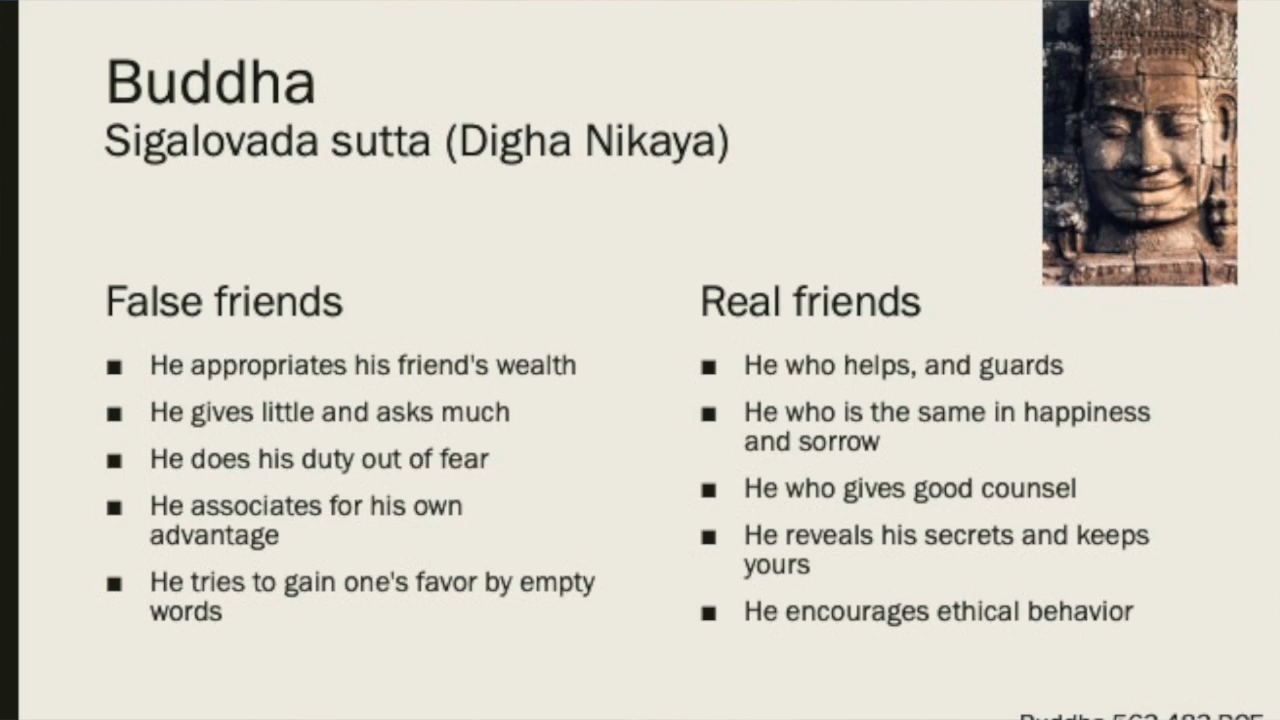 Buddha
Sigalovada sutta (Digha Nikaya)
False friends
■ He appropriates his friend's wealth
■ He gives little and asks much
■ He does his duty out of fear
■ He associates for his own
advantage
■ He tries to gain one's favor by empty
words
Real friends
■ He who helps, and guards
■ He who is the same in happiness
and sorrow
■ He who gives good counsel
■ He reveals his secrets and keeps
yours
■ He encourages ethical behavior
Buddha